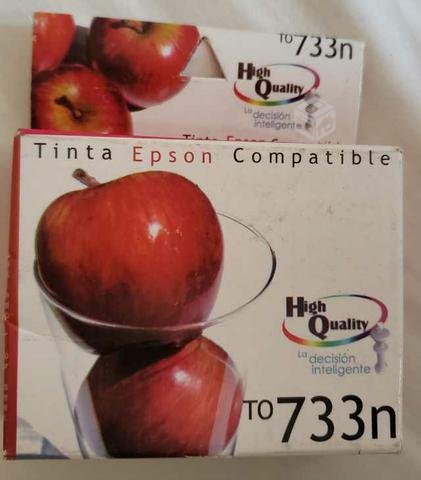 TO733n
High
Quality
La decisión
inteligente
Tinta Epson Compatible
High
Quality
La decisión
inteligente
TO733n